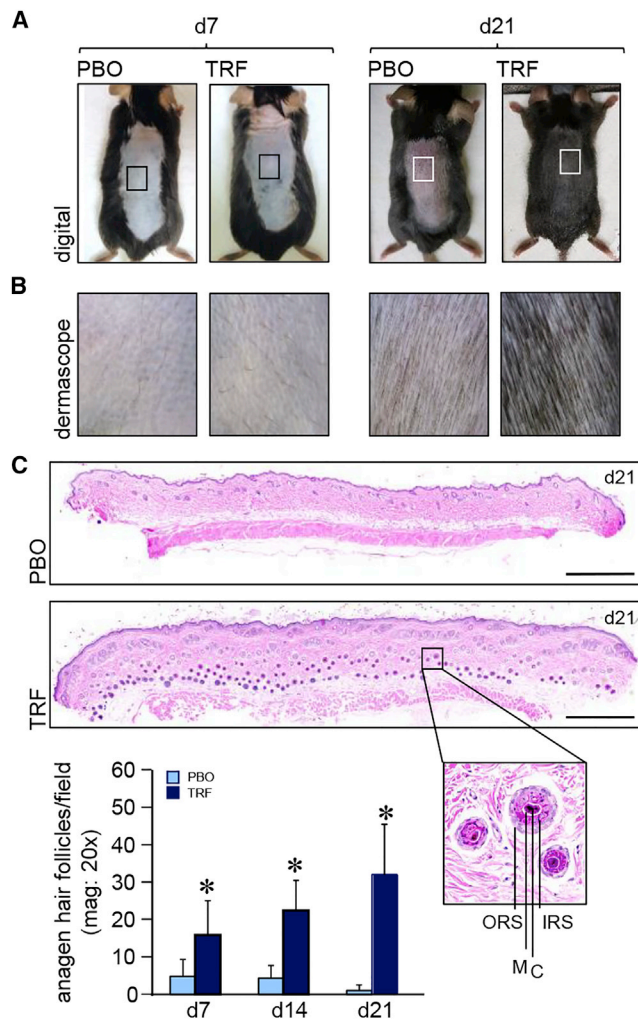 A
d7
d21
PBO
TRF
PBO
TRF
digital
B
dermascope
C
d21
PBO
d21
TRF
anagen hair follicles/field
(mag: 20x)
60
50
40
30
20
10
0
PBO
TRF
*
*
*
d7
d14
d21
ORS
IRS
M
C